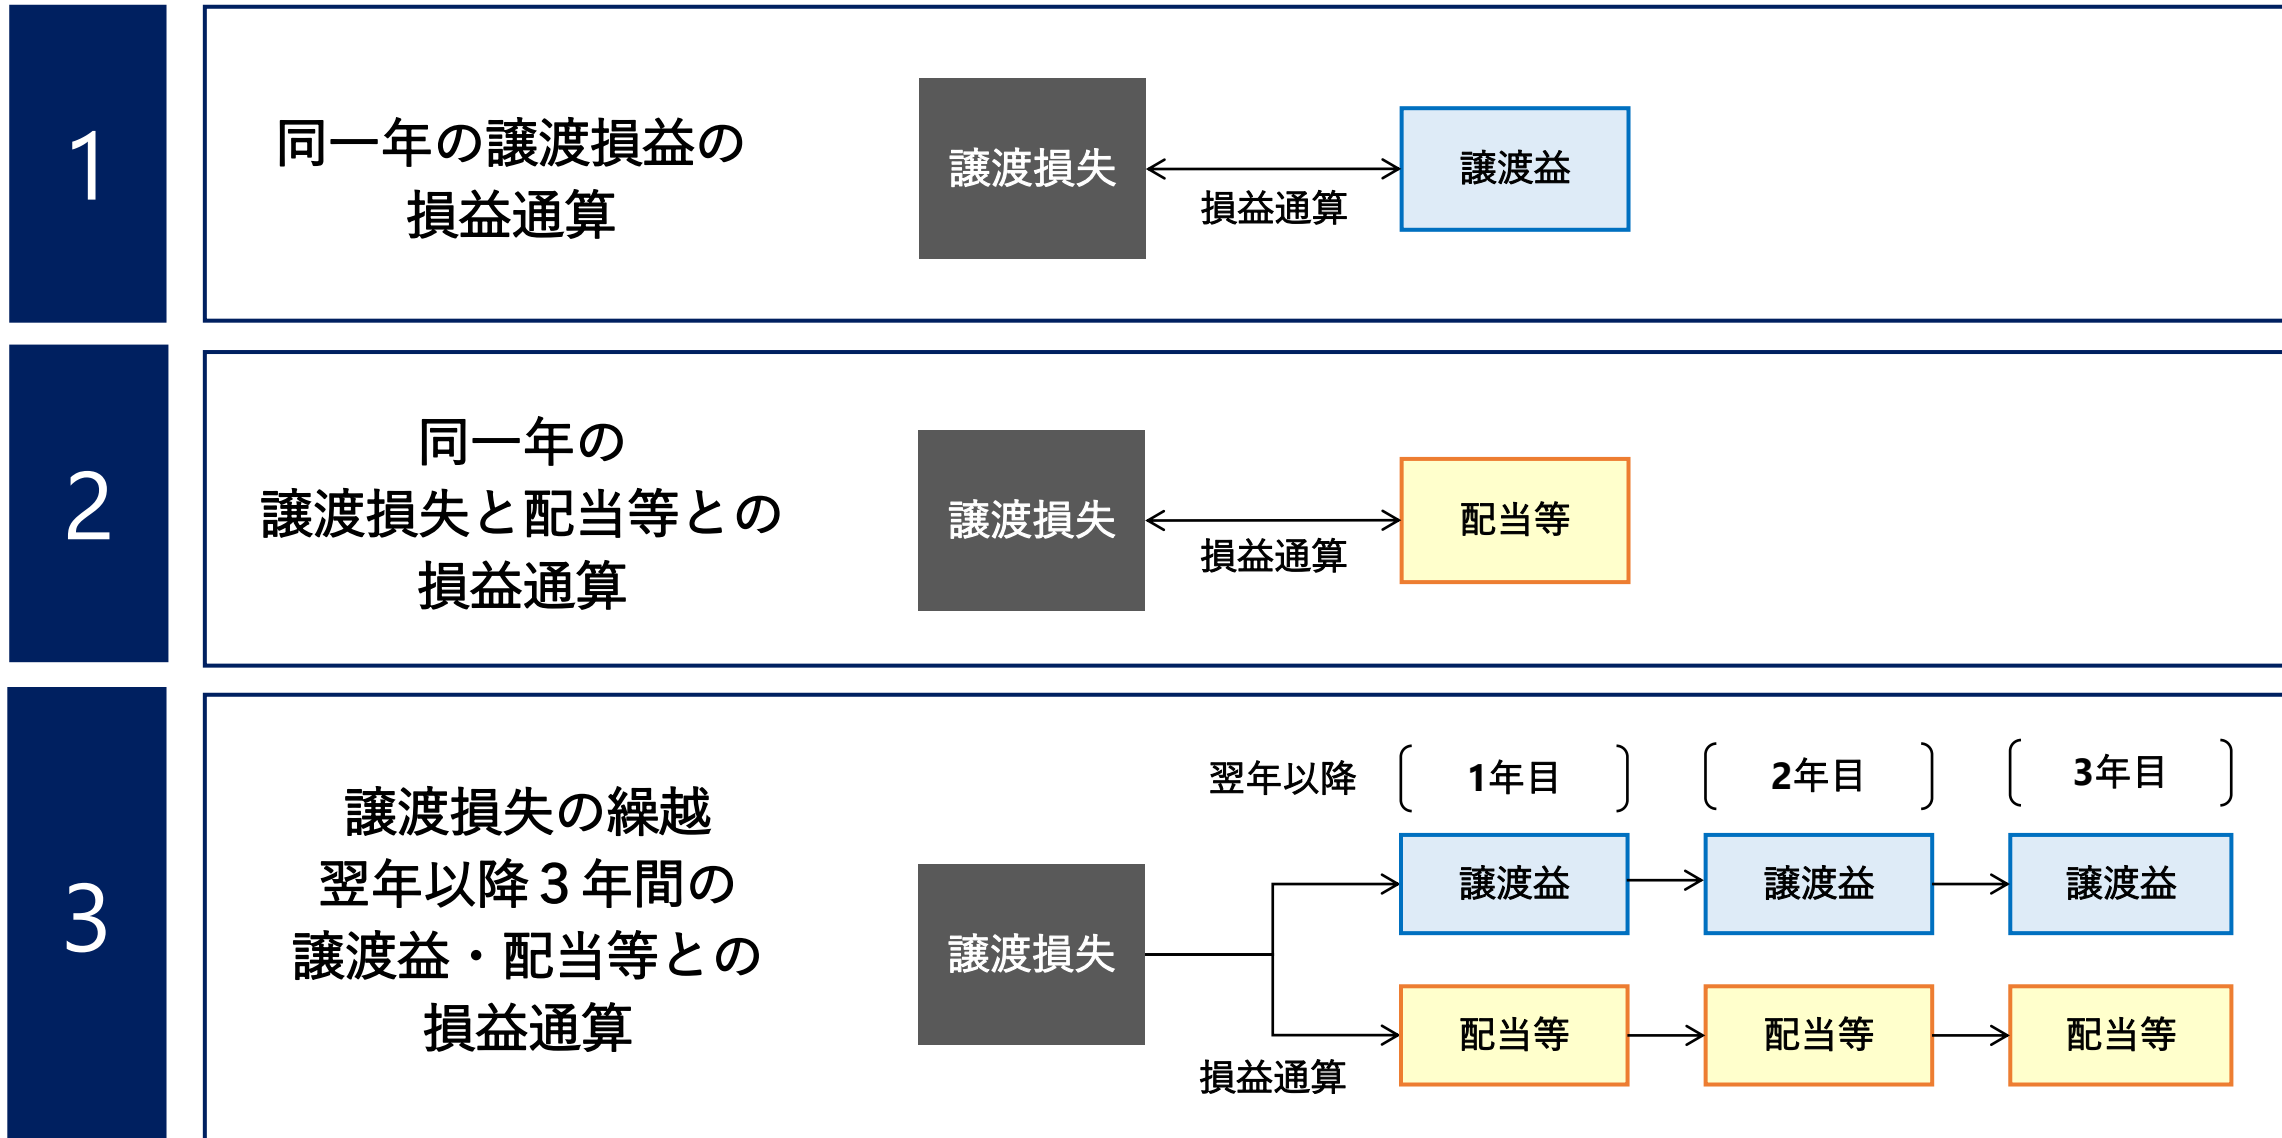 1
同一年の譲渡損益の
損益通算
譲渡損失
損益通算
譲渡益
2
同一年の
譲渡損失と配当等との
損益通算
譲渡損失
損益通算
配当等
3
譲渡損失の繰越
翌年以降３年間の
譲渡益・配当等との
損益通算
翌年以降 1年目 2年目 3年目
譲渡損失
譲渡益 譲渡益 譲渡益
配当等 配当等 配当等
損益通算